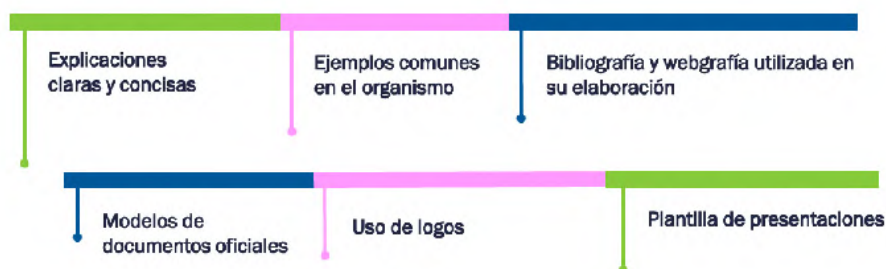 Explicaciones
claras y concisas
Ejemplos comunes
en el organismo
Bibliografía y webgrafía utilizada en
su elaboración
Modelos de
documentos oficiales
Uso de logos
Plantilla de presentaciones